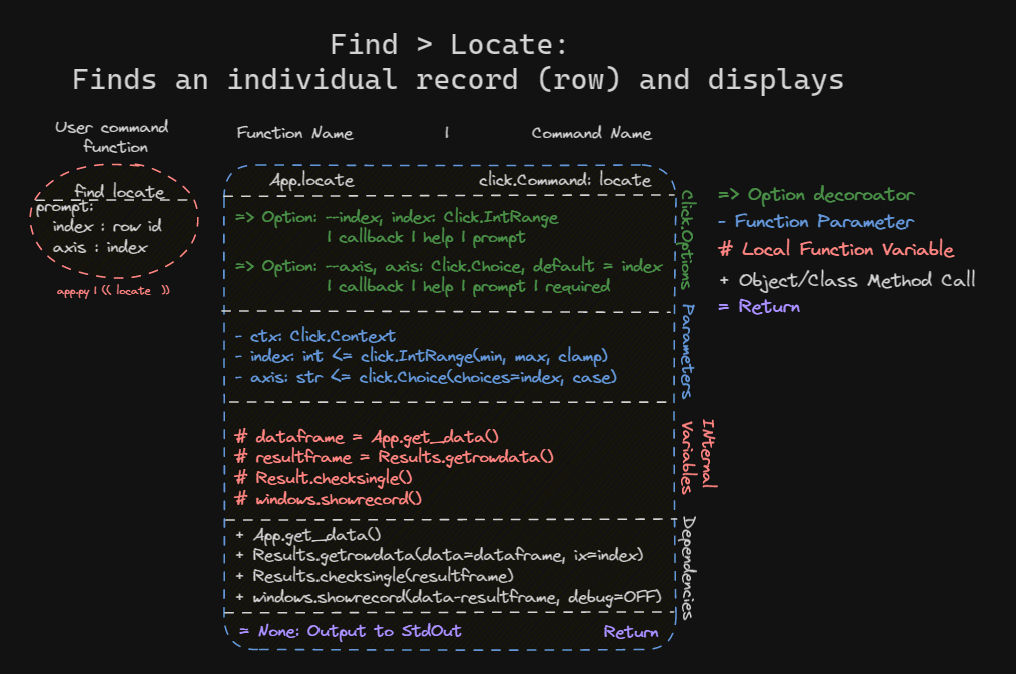 Find > Locate:
Finds an individual record (row) and displays
User command
function
find locate
prompt:
index : row id
axis : index
app.py | (( locate ))
Function Name | Command Name
App.locate click.Command: locate
=> Option: --index, index: Click.IntRange
| callback | help | prompt
=> Option: --axis, axis: Click.Choice, default = index
| callback | help | prompt | required
Click.Options
- ctx: Click.Context
- index: int <= click.IntRange(min, max, clamp)
- axis: str <= click.Choice(choices=index, case)
Parameters
# dataframe = App.get_data()
# resultframe = Results.getrowdata()
# Result.checksingle()
# windows.showrecord()
INternal
Variables
+ App.get_data()
+ Results.getrowdata(data=dataframe, ix=index)
+ Results.checksingle(resultframe)
+ windows.showrecord(data-resultframe, debug=OFF)
Dependencies
= None: Output to StdOut Return
=> Option decoroator
- Function Parameter
# Local Function Variable
+ Object/Class Method Call
= Return